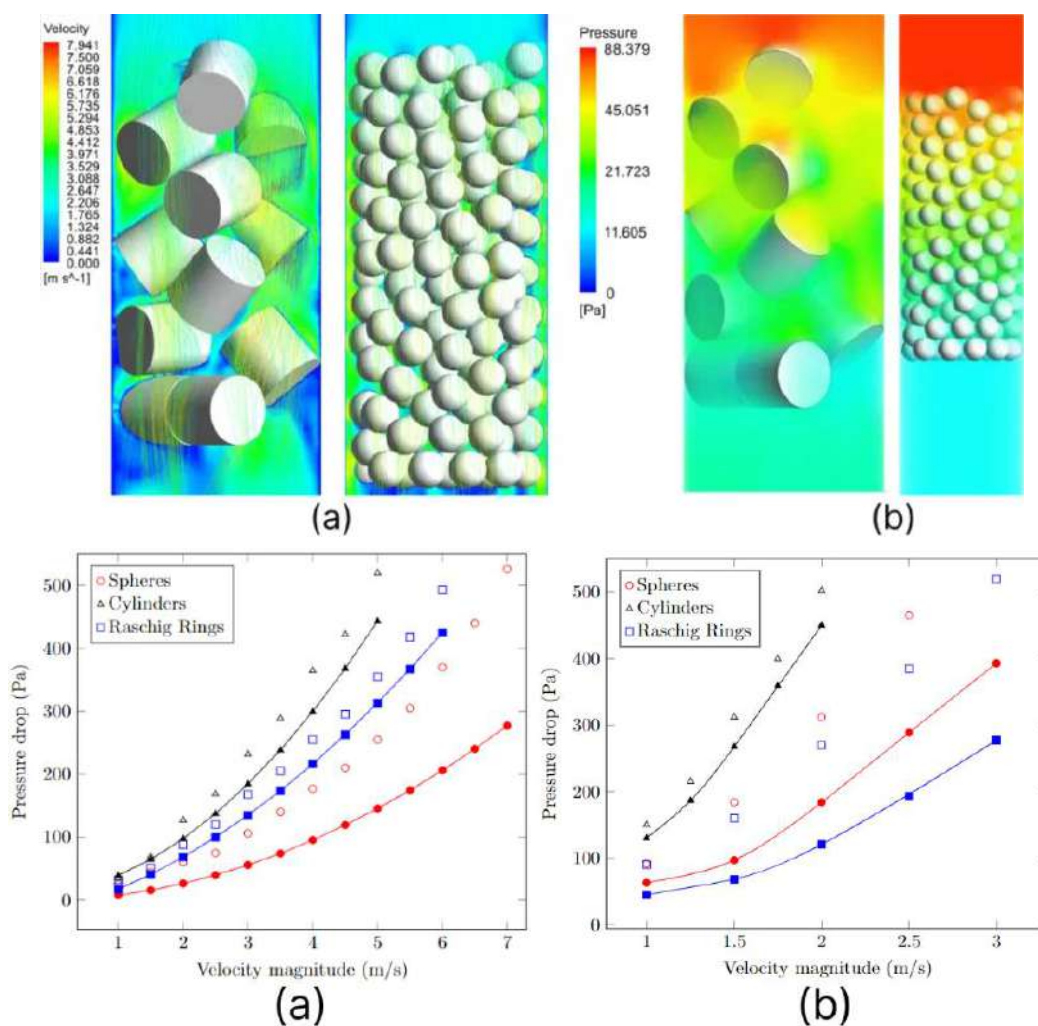 Velocity
7.941
7.500
7.059
6.618
6.176
5.735
5.294
4.853
4.412
3.971
3.529
3.088
2.647
2.206
1.765
1.324
0.882
0.441
0.000
[m s^-1]
(a)
Pressure
88.379
45.051
21.723
11.605
0
[Pa]
(b)
Pressure drop (Pa)
500
400
300
200
100
0
Spheres
Cylinders
Raschig Rings
1 2 3 4 5 6 7
Velocity magnitude (m/s)
(a)
Pressure drop (Pa)
500
400
300
200
100
0
Spheres
Cylinders
Raschig Rings
1 1.5 2 2.5 3
Velocity magnitude (m/s)
(b)